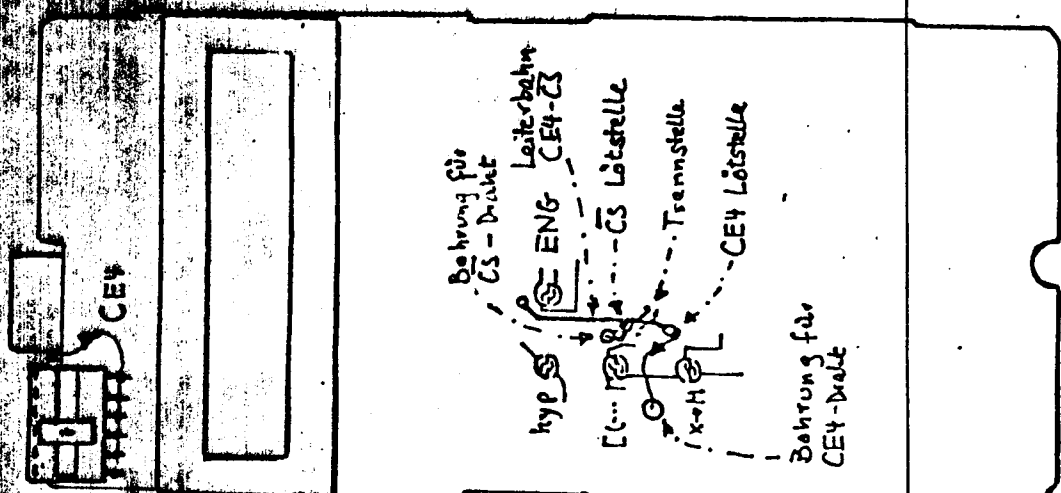 CE4
Bohrung für
C̅S̅ - Draht
Leiterbahn
CE4-C̅S̅
hyp
ENG
C̅S̅ Lötstelle
[(...
Trennstelle
x→M
CE4 Lötstelle
Bohrung für
CE4-Draht